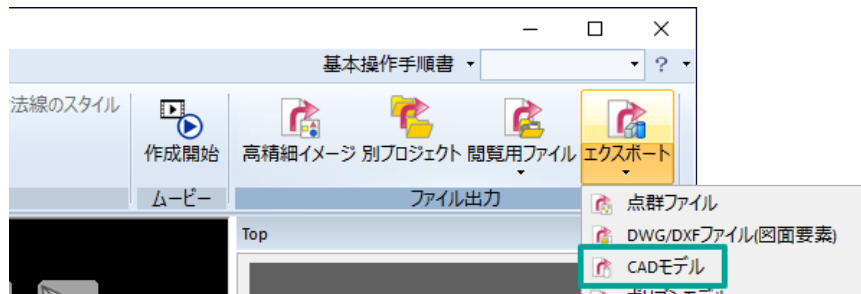 基本操作手順書
?
法線のスタイル
作成開始
高精細イメージ
別プロジェクト
閲覧用ファイル
エクスポート
ムービー
ファイル出力
Top
点群ファイル
DWG/DXFファイル(図面要素)
CADモデル